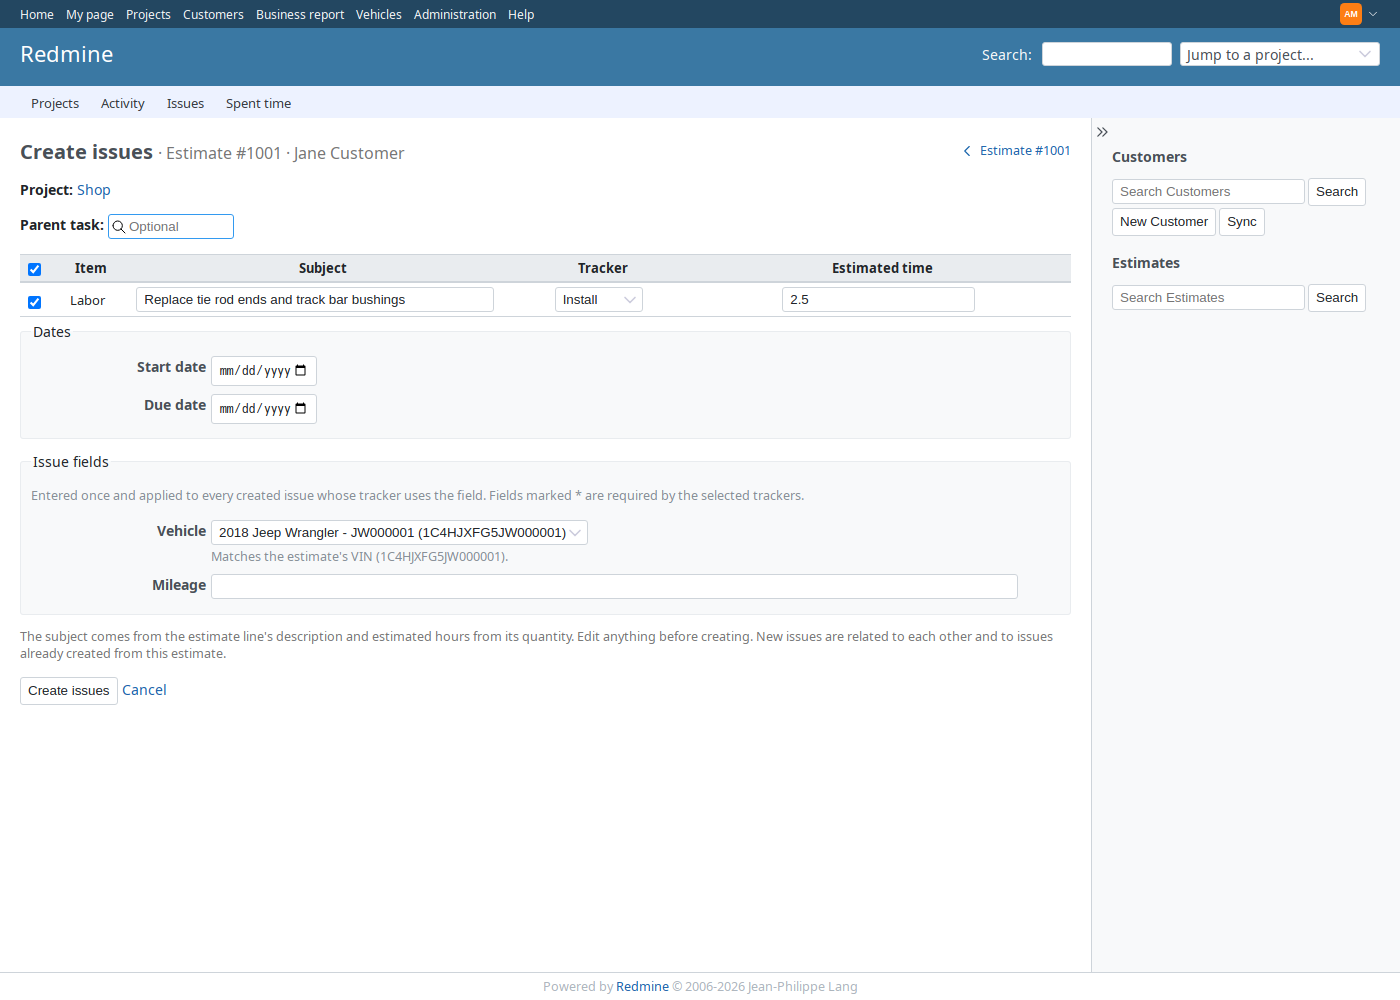 Home My page Projects Customers Business report Vehicles Administration Help AM
Redmine Search: Jump to a project...
Projects Activity Issues Spent time
Create issues · Estimate #1001 · Jane Customer Estimate #1001
Project: Shop
Parent task: Optional
Item Subject Tracker Estimated time
Labor Replace tie rod ends and track bar bushings Install 2.5
Dates
Start date mm/dd/yyyy
Due date mm/dd/yyyy
Issue fields
Entered once and applied to every created issue whose tracker uses the field. Fields marked * are required by the selected trackers.
Vehicle 2018 Jeep Wrangler - JW000001 (1C4HJXFG5JW000001)
Matches the estimate's VIN (1C4HJXFG5JW000001).
Mileage
The subject comes from the estimate line's description and estimated hours from its quantity. Edit anything before creating. New issues are related to each other and to issues
already created from this estimate.
Create issues Cancel
Customers
Search Customers Search
New Customer Sync
Estimates
Search Estimates Search
Powered by Redmine © 2006-2026 Jean-Philippe Lang